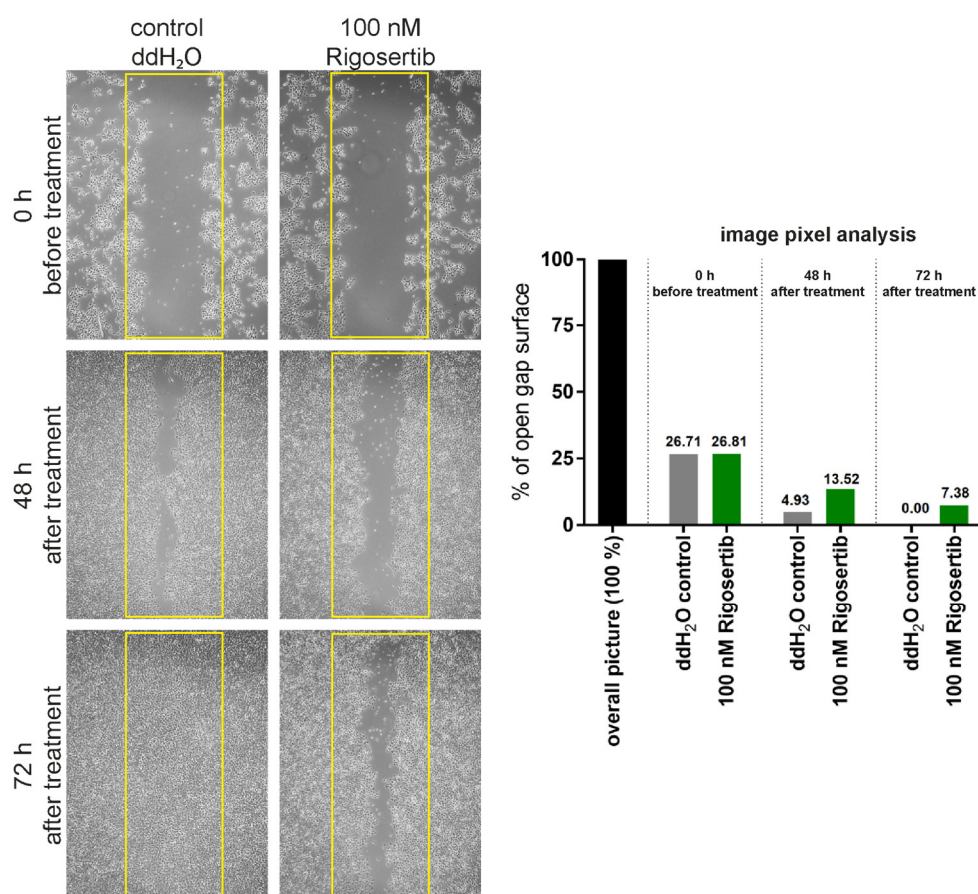 control
ddH₂O
100 nM
Rigosertib
0 h
before treatment
48 h
after treatment
72 h
after treatment
image pixel analysis
% of open gap surface
100
75
50
25
0
0 h
before treatment
48 h
after treatment
72 h
after treatment
26.71
26.81
4.93
13.52
0.00
7.38
overall picture (100 %)
ddH₂O control
100 nM Rigosertib
ddH₂O control
100 nM Rigosertib
ddH₂O control
100 nM Rigosertib